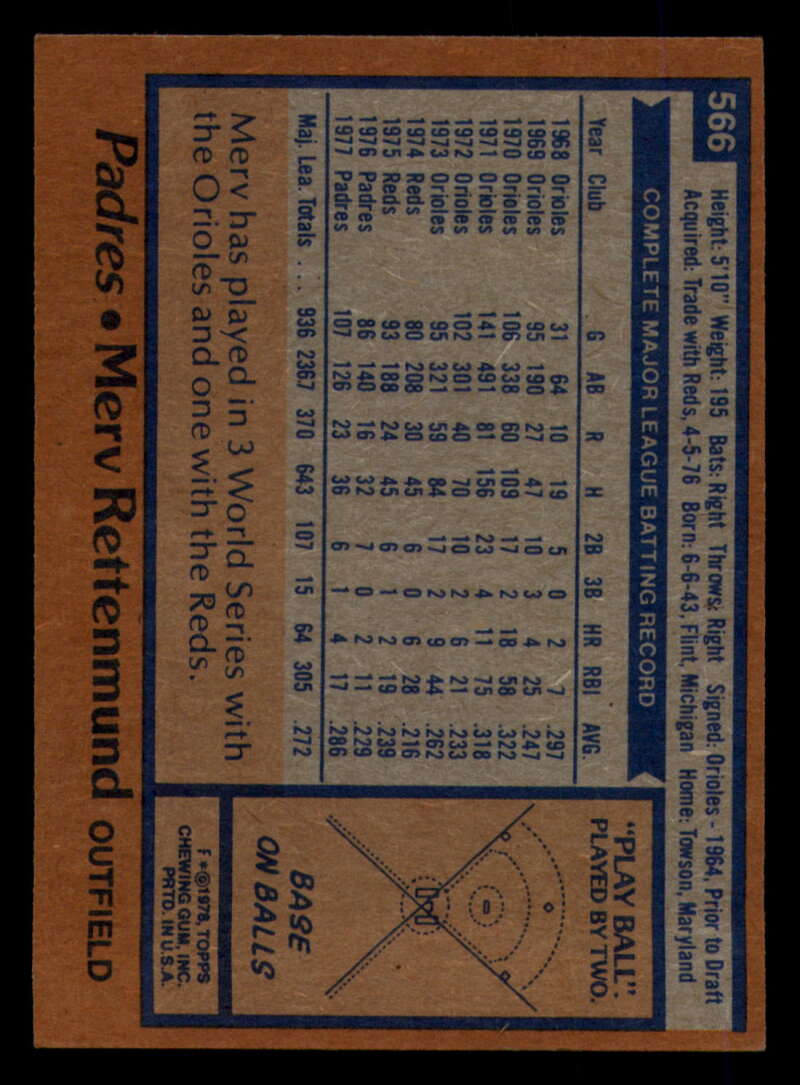 566
Height: 5'10" Weight: 195 Bats: Right Throws: Right Signed: Orioles - 1964, Prior to Draft
Acquired: Trade with Reds, 4-5-76 Born: 6-6-43, Flint, Michigan Home: Towson, Maryland
COMPLETE MAJOR LEAGUE BATTING RECORD
Year Club G AB R H 2B 3B HR RBI AVG.
1968 Orioles 31 64 10 19 5 0 2 7 .297
1969 Orioles 95 190 27 47 10 3 4 25 .247
1970 Orioles 106 338 60 109 17 2 18 58 .322
1971 Orioles 141 491 81 156 23 4 11 75 .318
1972 Orioles 102 301 40 70 10 2 6 21 .233
1973 Orioles 95 321 59 84 17 2 9 44 .262
1974 Reds 80 208 30 45 6 0 6 28 .216
1975 Reds 93 188 24 45 6 1 2 19 .239
1976 Padres 86 140 16 32 7 0 2 11 .229
1977 Padres 107 126 23 36 6 1 4 17 .286
Maj. Lea. Totals ... 936 2367 370 643 107 15 64 305 .272
Merv has played in 3 World Series with
the Orioles and one with the Reds.
"PLAY BALL".
PLAYED BY TWO.
BASE
ON BALLS
F*©1978, TOPPS
CHEWING GUM, INC.
PRTD. IN U.S.A.
Padres • Merv Rettenmund OUTFIELD